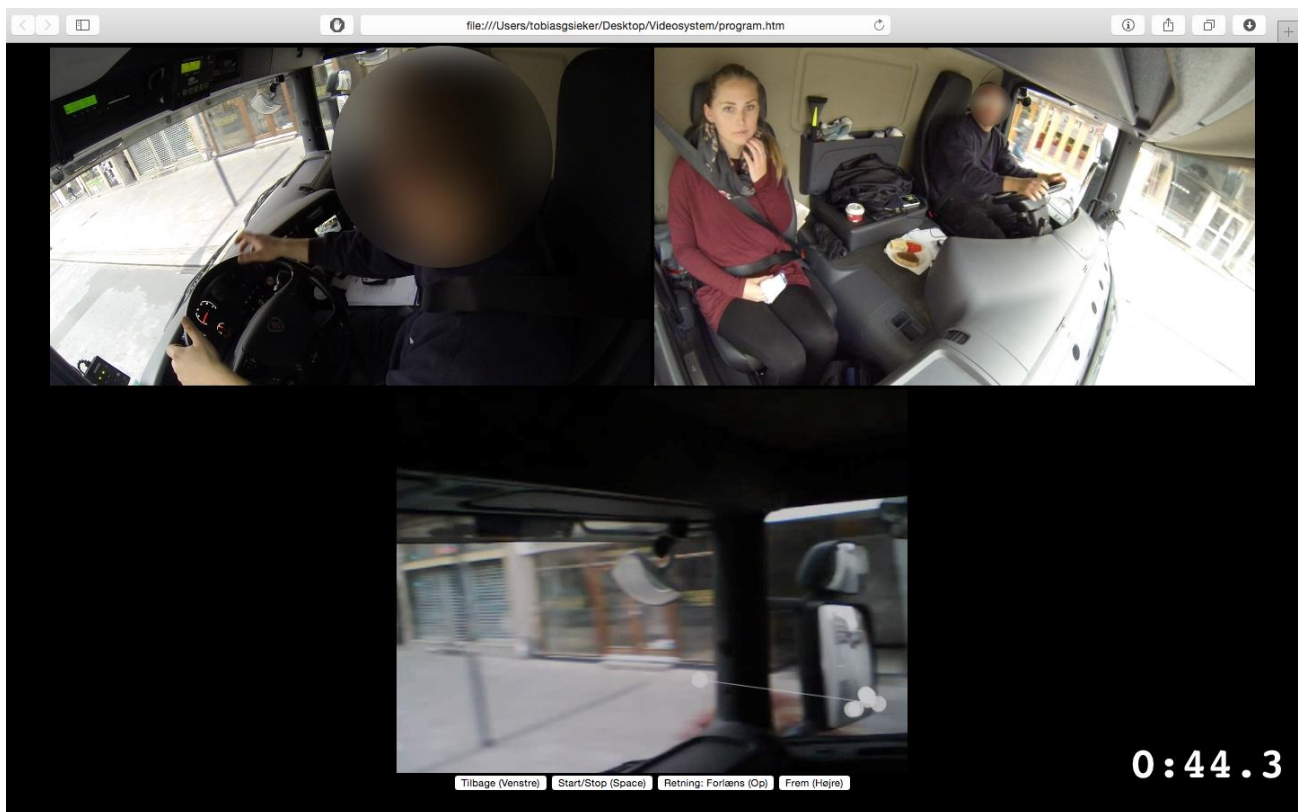 file:///Users/tobiasgsieker/Desktop/Videosystem/program.htm
0:44.3
Tilbage (Venstre) Start/Stop (Space) Retning: Forlæns (Op) Frem (Højre)